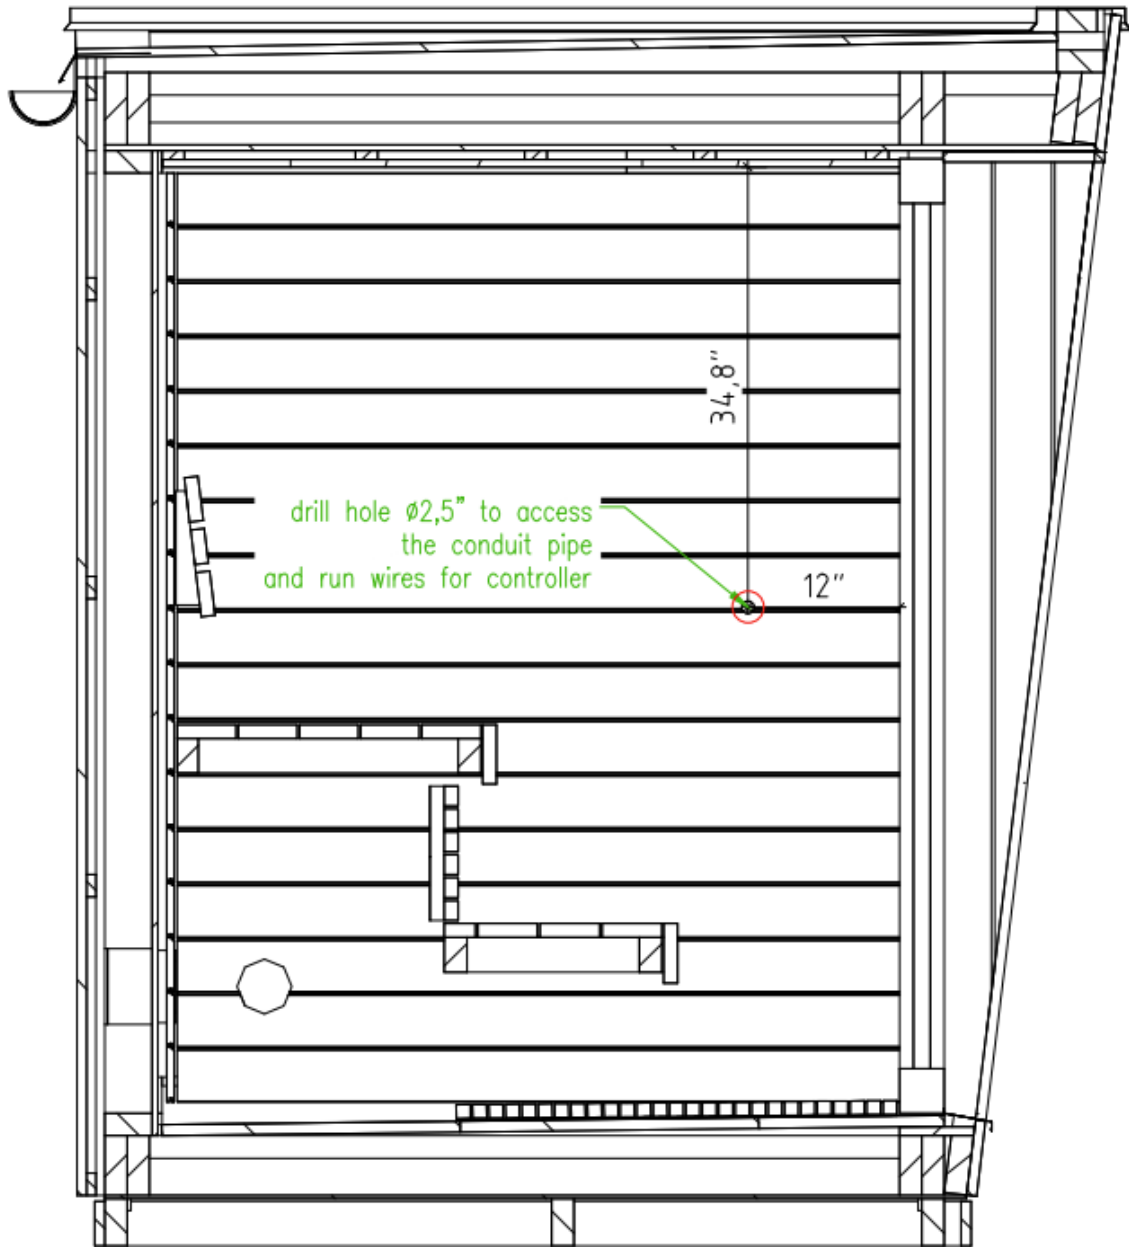 34,8”
drill hole ø2,5” to access
the conduit pipe
and run wires for controller
12”